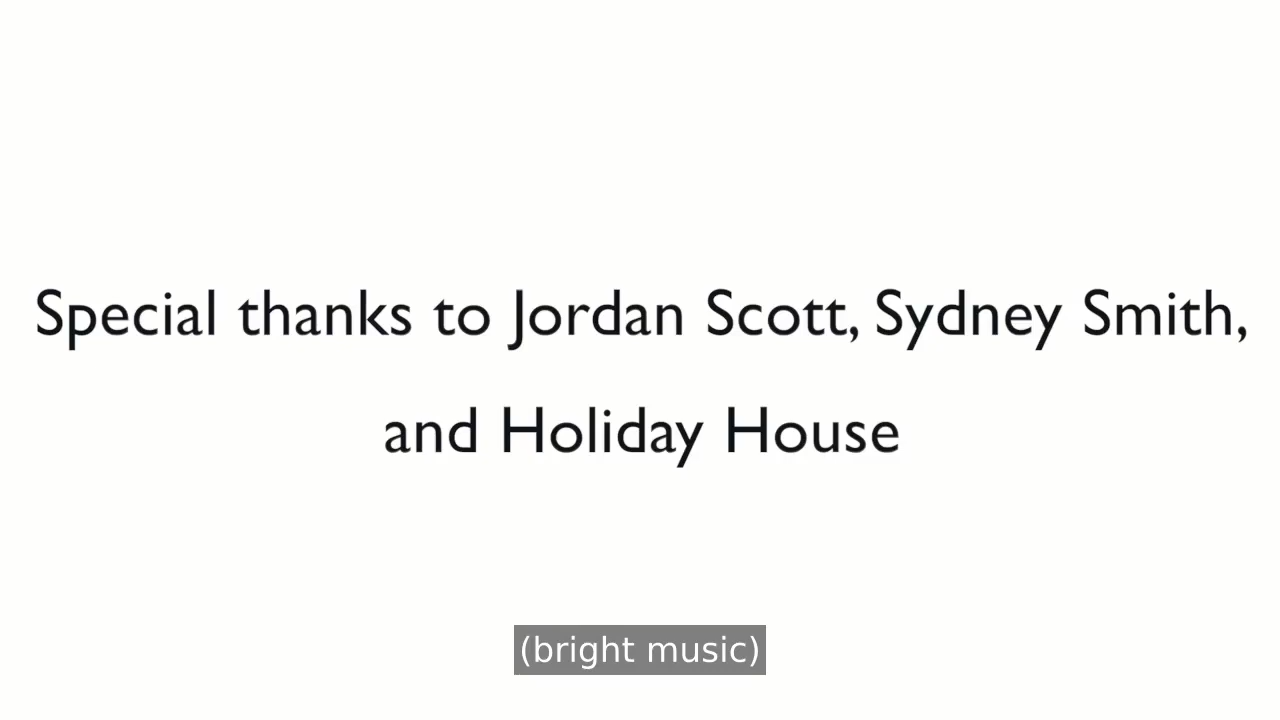 Special thanks to Jordan Scott, Sydney Smith,
and Holiday House
(bright music)